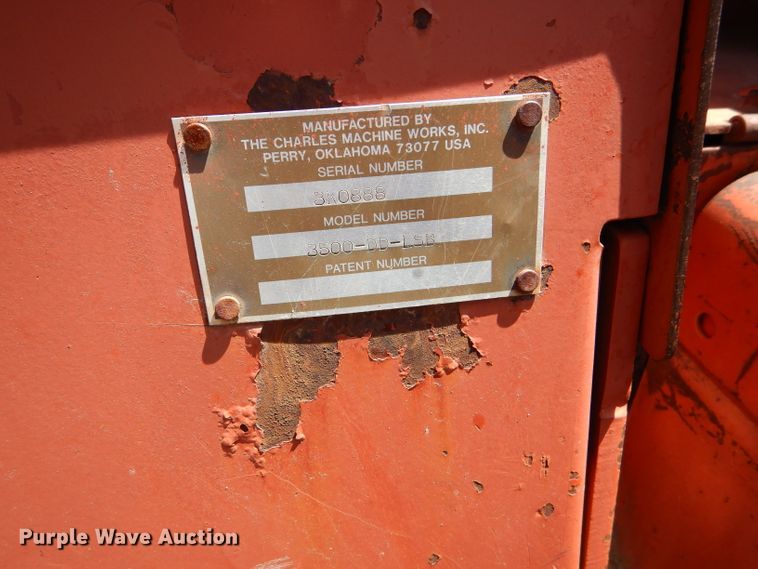 MANUFACTURED BY
THE CHARLES MACHINE WORKS, INC.
PERRY, OKLAHOMA 73077 USA
SERIAL NUMBER
3K0888
MODEL NUMBER
3500-DD-LSB
PATENT NUMBER
Purple Wave Auction